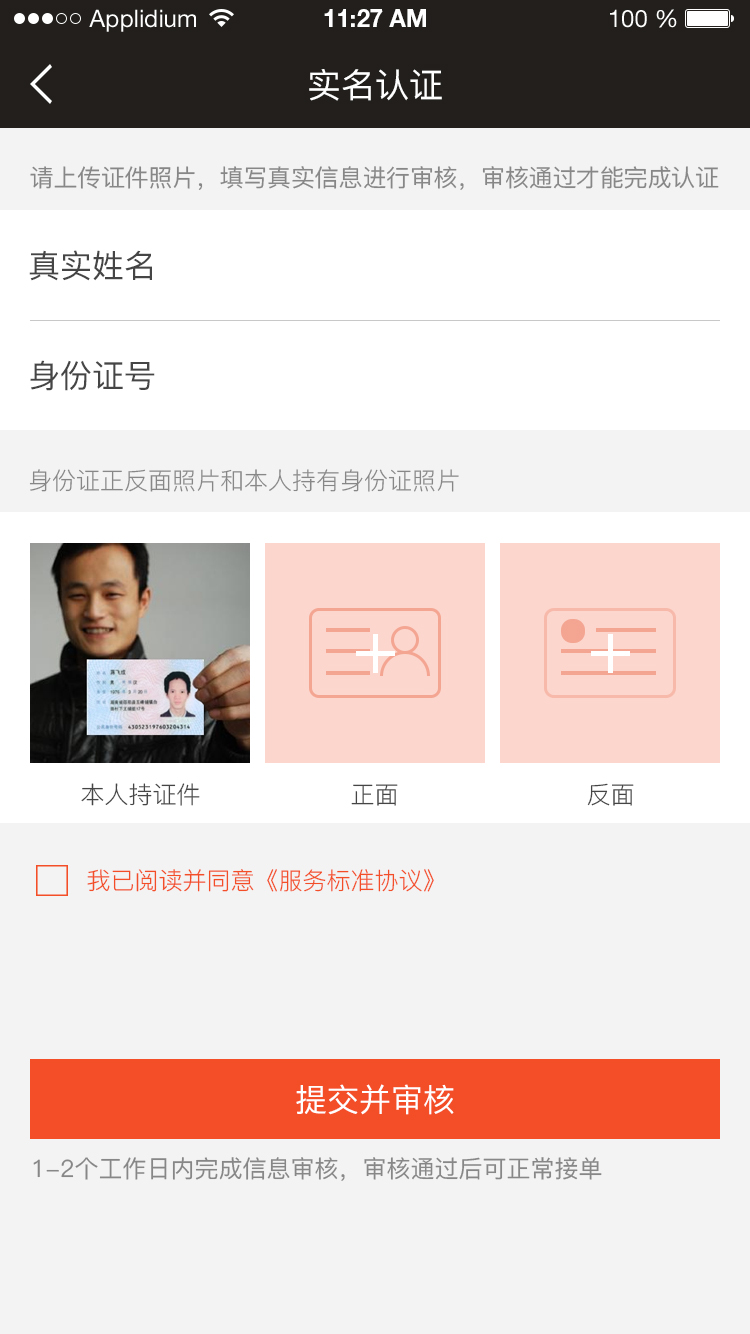 Applidium 11:27 AM 100 %
实名认证
请上传证件照片，填写真实信息进行审核，审核通过才能完成认证
真实姓名
身份证号
身份证正反面照片和本人持有身份证照片
本人持证件 正面 反面
我已阅读并同意《服务标准协议》
提交并审核
1-2个工作日内完成信息审核，审核通过后可正常接单